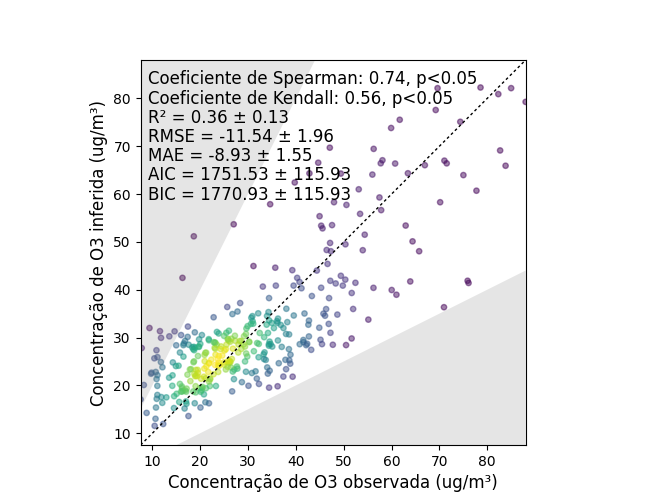 Coeficiente de Spearman: 0.74, p<0.05
Coeficiente de Kendall: 0.56, p<0.05
R² = 0.36 ± 0.13
RMSE = -11.54 ± 1.96
MAE = -8.93 ± 1.55
AIC = 1751.53 ± 115.93
BIC = 1770.93 ± 115.93
Concentração de O3 inferida (ug/m³)
80
70
60
50
40
30
20
10
10 20 30 40 50 60 70 80
Concentração de O3 observada (ug/m³)